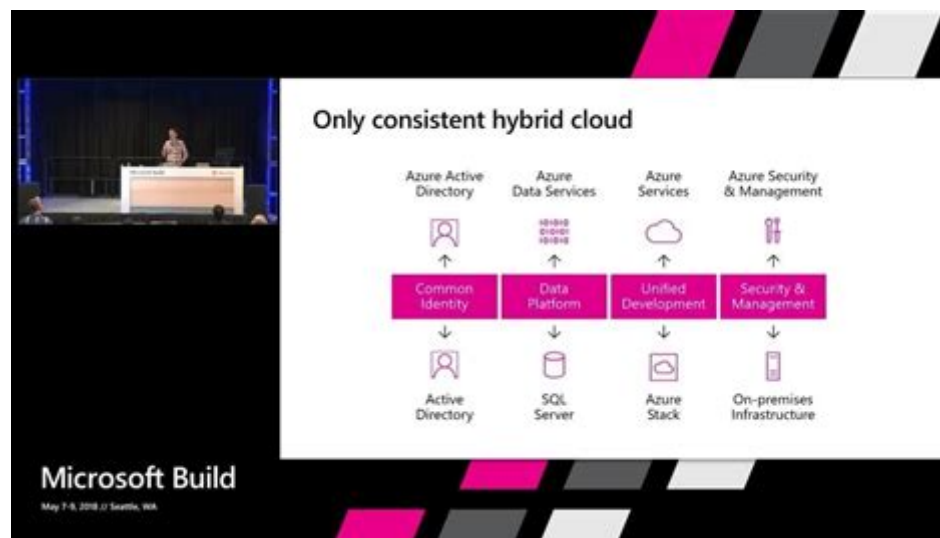 Only consistent hybrid cloud
Azure Active
Directory
Azure
Data Services
Azure
Services
Azure Security
& Management
Common
Identity
Data
Platform
Unified
Development
Security &
Management
Active
Directory
SQL
Server
Azure
Stack
On-premises
Infrastructure
Microsoft Build
May 7-9, 2018 // Seattle, WA